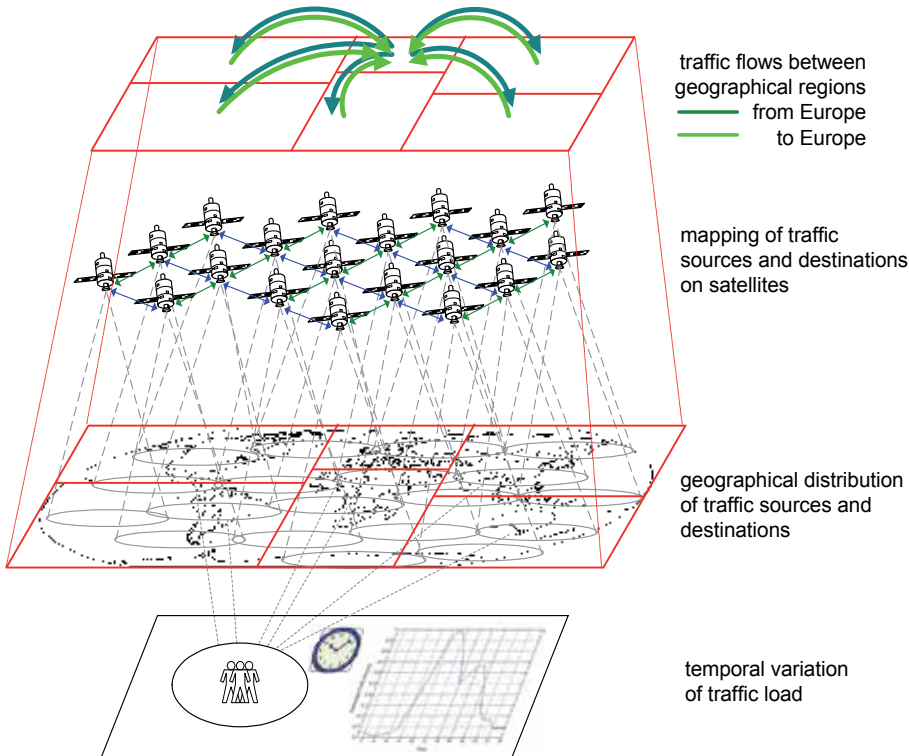 traffic flows between
geographical regions
from Europe
to Europe
mapping of traffic
sources and destinations
on satellites
geographical distribution
of traffic sources and
destinations
temporal variation
of traffic load